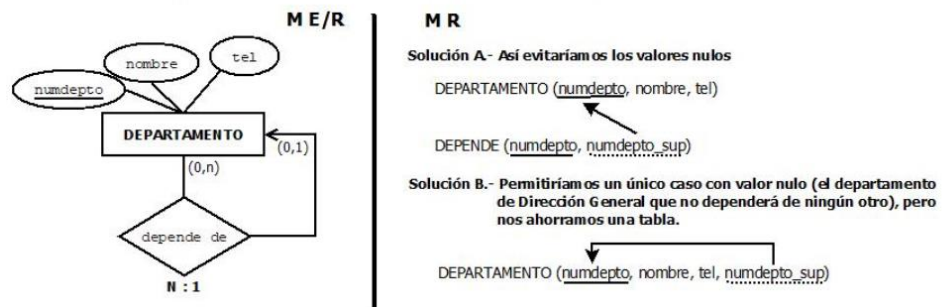 M E/R
nombre
tel
numdepto
DEPARTAMENTO
(0,1)
(0,n)
depende de
N : 1
M R
Solución A.- Así evitaríamos los valores nulos
DEPARTAMENTO (numdepto, nombre, tel)
DEPENDE (numdepto, numdepto_sup)
Solución B.- Permitiríamos un único caso con valor nulo (el departamento
de Dirección General que no dependerá de ningún otro), pero
nos ahorramos una tabla.
DEPARTAMENTO (numdepto, nombre, tel, numdepto_sup)